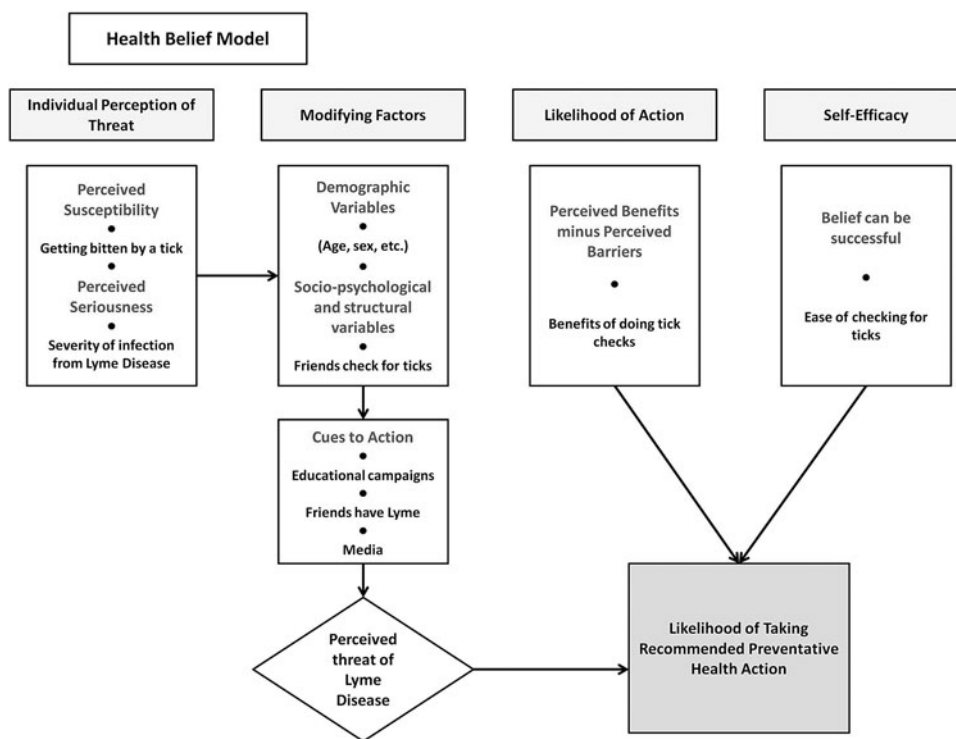 Health Belief Model
Individual Perception of
Threat
Modifying Factors
Likelihood of Action
Self-Efficacy
Perceived
Susceptibility
•
Getting bitten by a tick
•
Perceived
Seriousness
•
Severity of infection
from Lyme Disease
Demographic
Variables
•
(Age, sex, etc.)
•
Socio-psychological
and structural
variables
•
Friends check for ticks
Perceived Benefits
minus Perceived
Barriers
•
Benefits of doing tick
checks
Belief can be
successful
•
Ease of checking for
ticks
Cues to Action
•
Educational campaigns
•
Friends have Lyme
•
Media
Perceived
threat of
Lyme
Disease
Likelihood of Taking
Recommended Preventative
Health Action